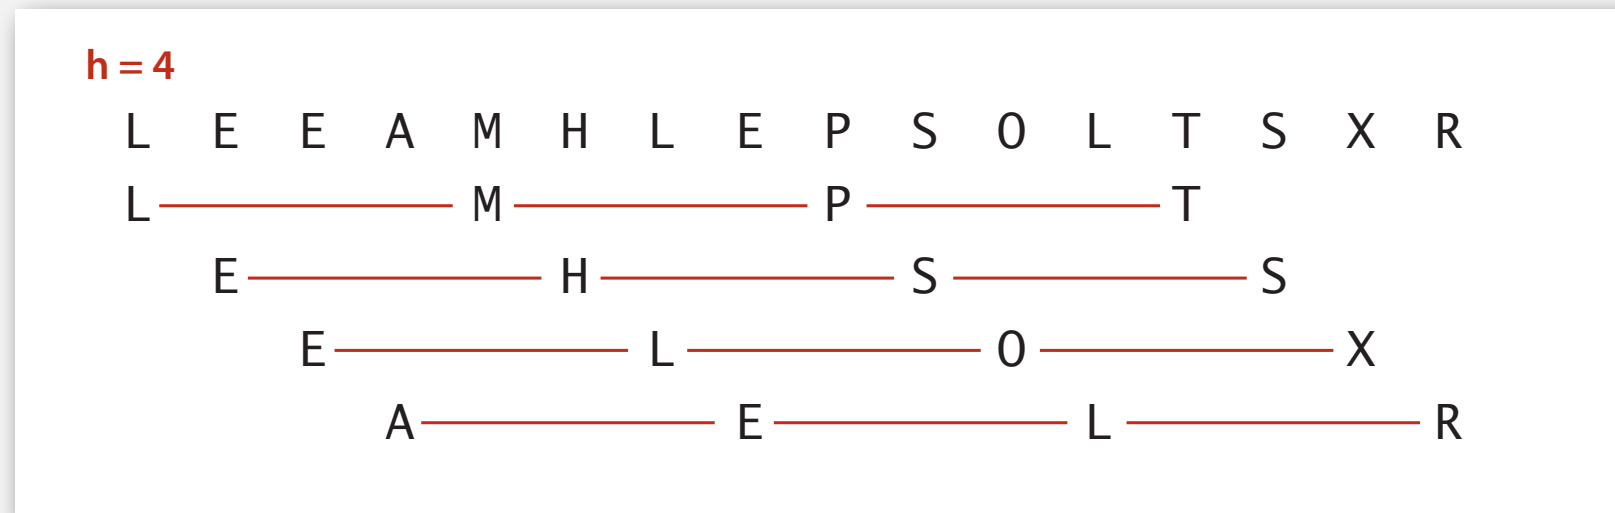 h = 4
L E E A M H L E P S O L T S X R
L M P T
E H S S
E L O X
A E L R